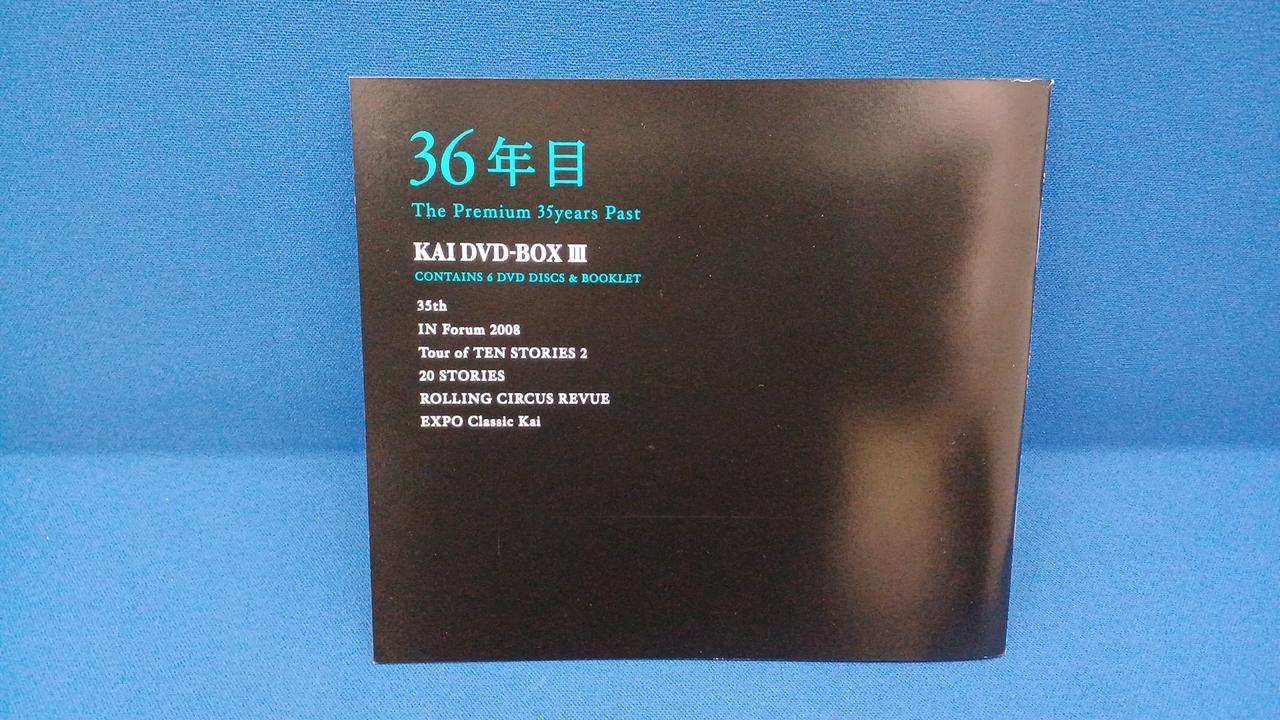 36年目
The Premium 35years Past
KAI DVD-BOX III
CONTAINS 6 DVD DISCS & BOOKLET
35th
IN Forum 2008
Tour of TEN STORIES 2
20 STORIES
ROLLING CIRCUS REVUE
EXPO Classic Kai